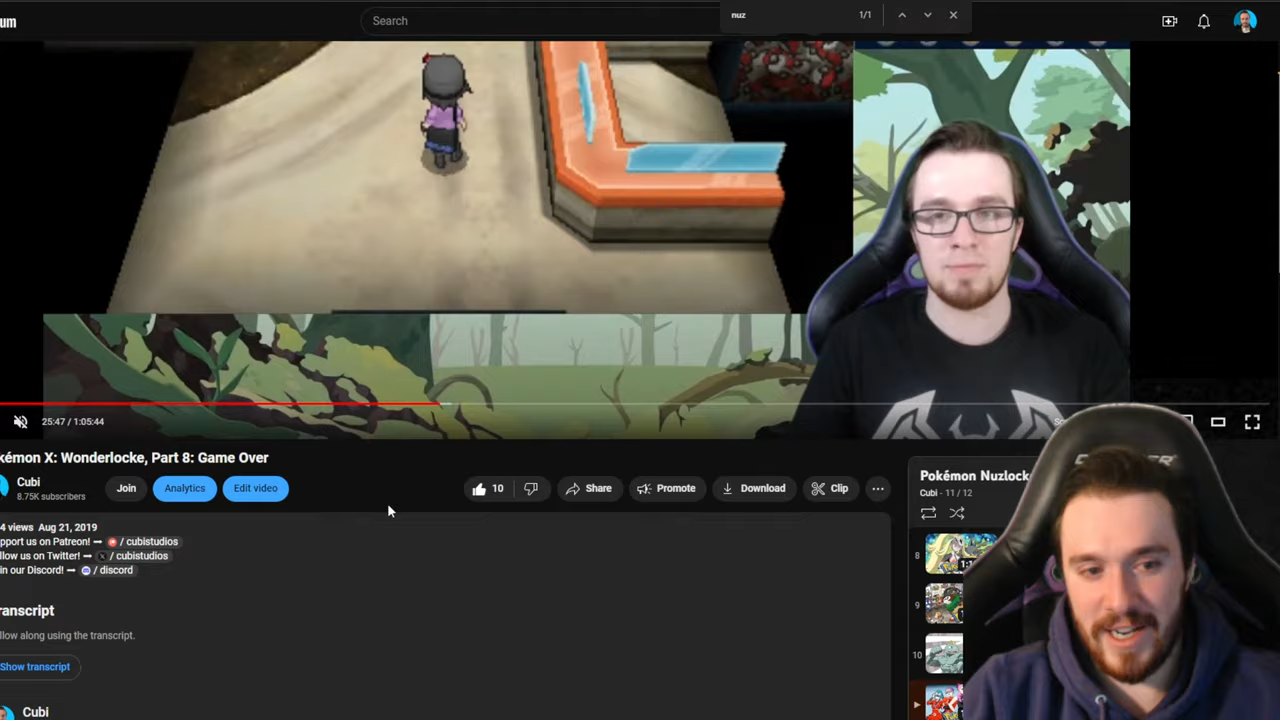 um
Search
nuz
1/1
25:47 / 1:05:44
kémon X: Wonderlocke, Part 8: Game Over
Cubi
8.75K subscribers
Join
Analytics
Edit video
10
Share
Promote
Download
Clip
4 views Aug 21, 2019
pport us on Patreon! → / cubistudios
llow us on Twitter! → / cubistudios
in our Discord! → / discord
ranscript
llow along using the transcript.
Show transcript
Cubi
Pokémon Nuzlock
Cubi - 11 / 12
8
9
10